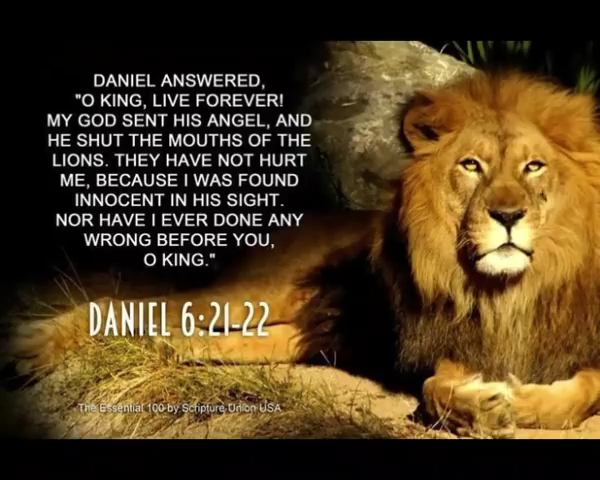 DANIEL ANSWERED,
"O KING, LIVE FOREVER!
MY GOD SENT HIS ANGEL, AND
HE SHUT THE MOUTHS OF THE
LIONS. THEY HAVE NOT HURT
ME, BECAUSE I WAS FOUND
INNOCENT IN HIS SIGHT.
NOR HAVE I EVER DONE ANY
WRONG BEFORE YOU,
O KING."
DANIEL 6:21-22
The Essential 100 by Scripture Union USA